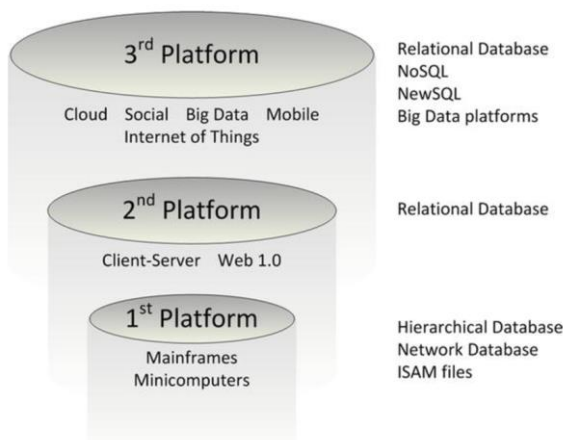 3rd Platform
Cloud Social Big Data Mobile
Internet of Things
Relational Database
NoSQL
NewSQL
Big Data platforms
2nd Platform
Client-Server Web 1.0
Relational Database
1st Platform
Mainframes
Minicomputers
Hierarchical Database
Network Database
ISAM files